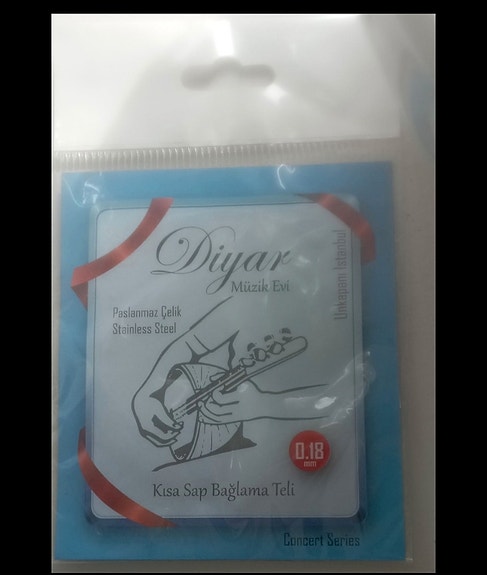 Diyar
Müzik Evi
Unkapanı İstanbul
Paslanmaz Çelik
Stainless Steel
0.18
mm
Kısa Sap Bağlama Teli
Concert Series